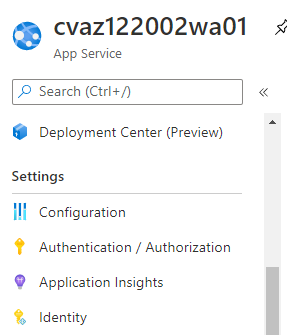 cvaz122002wa01
App Service
Search (Ctrl+/)
«
Deployment Center (Preview)
Settings
Configuration
Authentication / Authorization
Application Insights
Identity